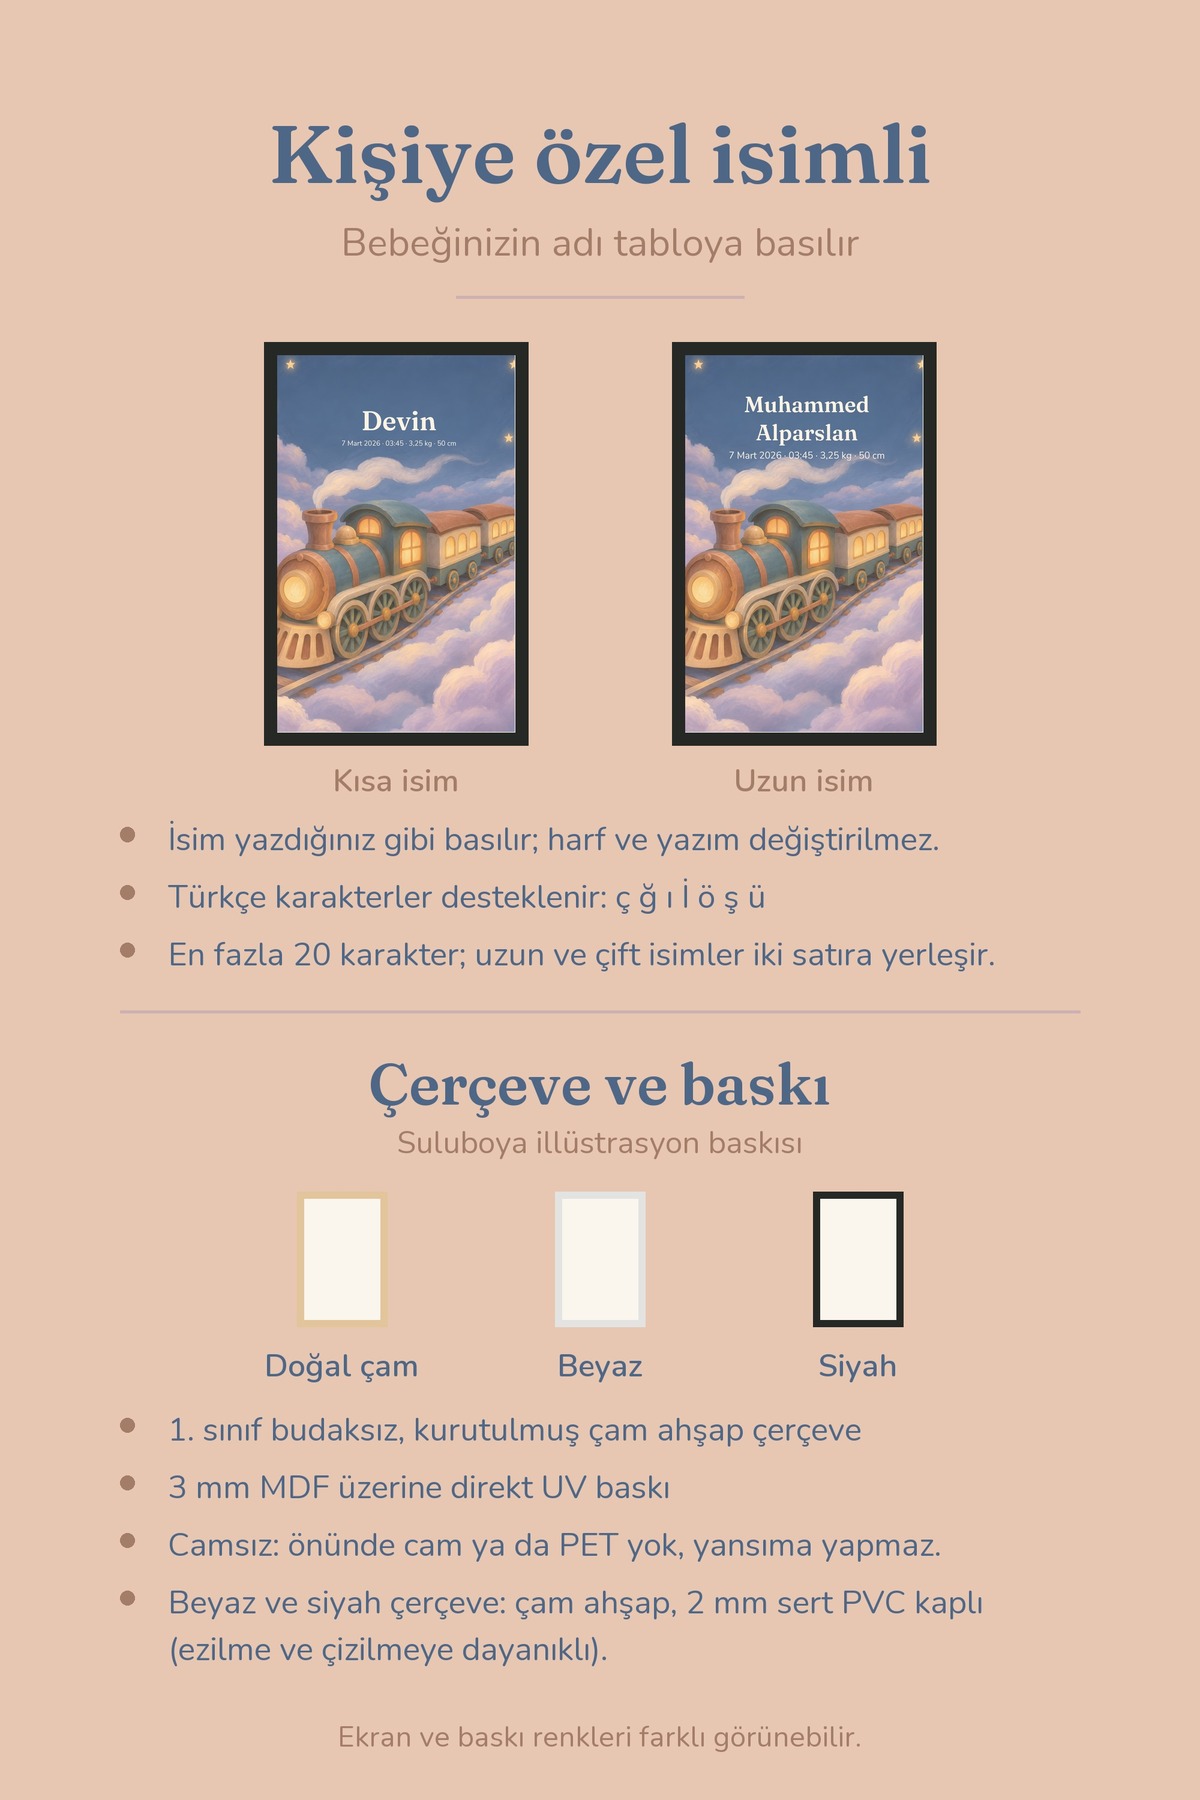 Kişiye özel isimli
Bebeğinizin adı tabloya basılır
Devin
7 Mart 2026 · 03:45 · 3,25 kg · 50 cm
Muhammed
Alparslan
7 Mart 2026 · 03:45 · 3,25 kg · 50 cm
Kısa isim
Uzun isim
• İsim yazdığınız gibi basılır; harf ve yazım değiştirilmez.
• Türkçe karakterler desteklenir: ç ğ ı İ ö ş ü
• En fazla 20 karakter; uzun ve çift isimler iki satıra yerleşir.
Çerçeve ve baskı
Suluboya illüstrasyon baskısı
Doğal çam
Beyaz
Siyah
• 1. sınıf budaksız, kurutulmuş çam ahşap çerçeve
• 3 mm MDF üzerine direkt UV baskı
• Camsız: önünde cam ya da PET yok, yansıma yapmaz.
• Beyaz ve siyah çerçeve: çam ahşap, 2 mm sert PVC kaplı
(ezilme ve çizilmeye dayanıklı).
Ekran ve baskı renkleri farklı görünebilir.